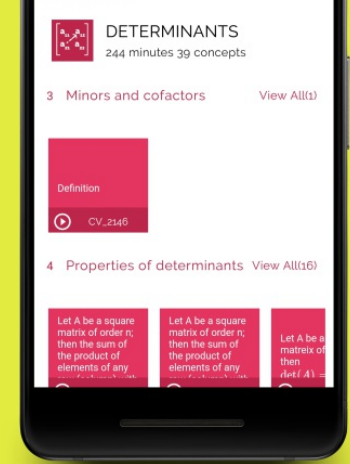 DETERMINANTS
244 minutes 39 concepts
3 Minors and cofactors View All(1)
Definition
CV_2146
4 Properties of determinants View All(16)
Let A be a square
matrix of order n;
then the sum of
the product of
elements of any
Let A be a square
matrix of order n;
then the sum of
the product of
elements of any
Let A be a
matreix of
then
det(A) =